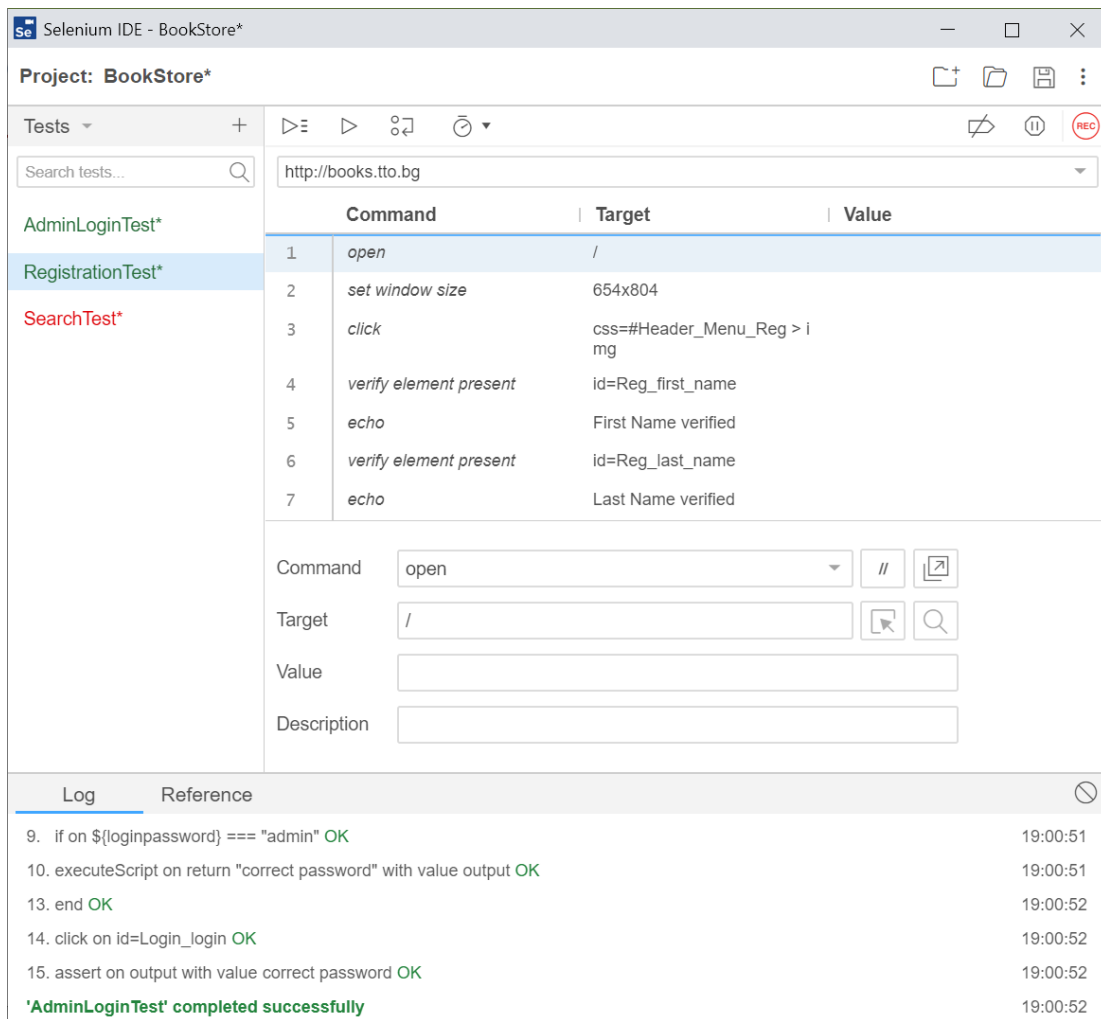 Se Selenium IDE - BookStore*
Project: BookStore*
Tests
REC
Search tests...
http://books.tto.bg
AdminLoginTest*
RegistrationTest*
SearchTest*
Command Target Value
1 open /
2 set window size 654x804
3 click css=#Header_Menu_Reg > i
mg
4 verify element present id=Reg_first_name
5 echo First Name verified
6 verify element present id=Reg_last_name
7 echo Last Name verified
Command open //
Target /
Value
Description
Log Reference
9. if on ${loginpassword} === "admin" OK 19:00:51
10. executeScript on return "correct password" with value output OK 19:00:51
13. end OK 19:00:52
14. click on id=Login_login OK 19:00:52
15. assert on output with value correct password OK 19:00:52
'AdminLoginTest' completed successfully 19:00:52